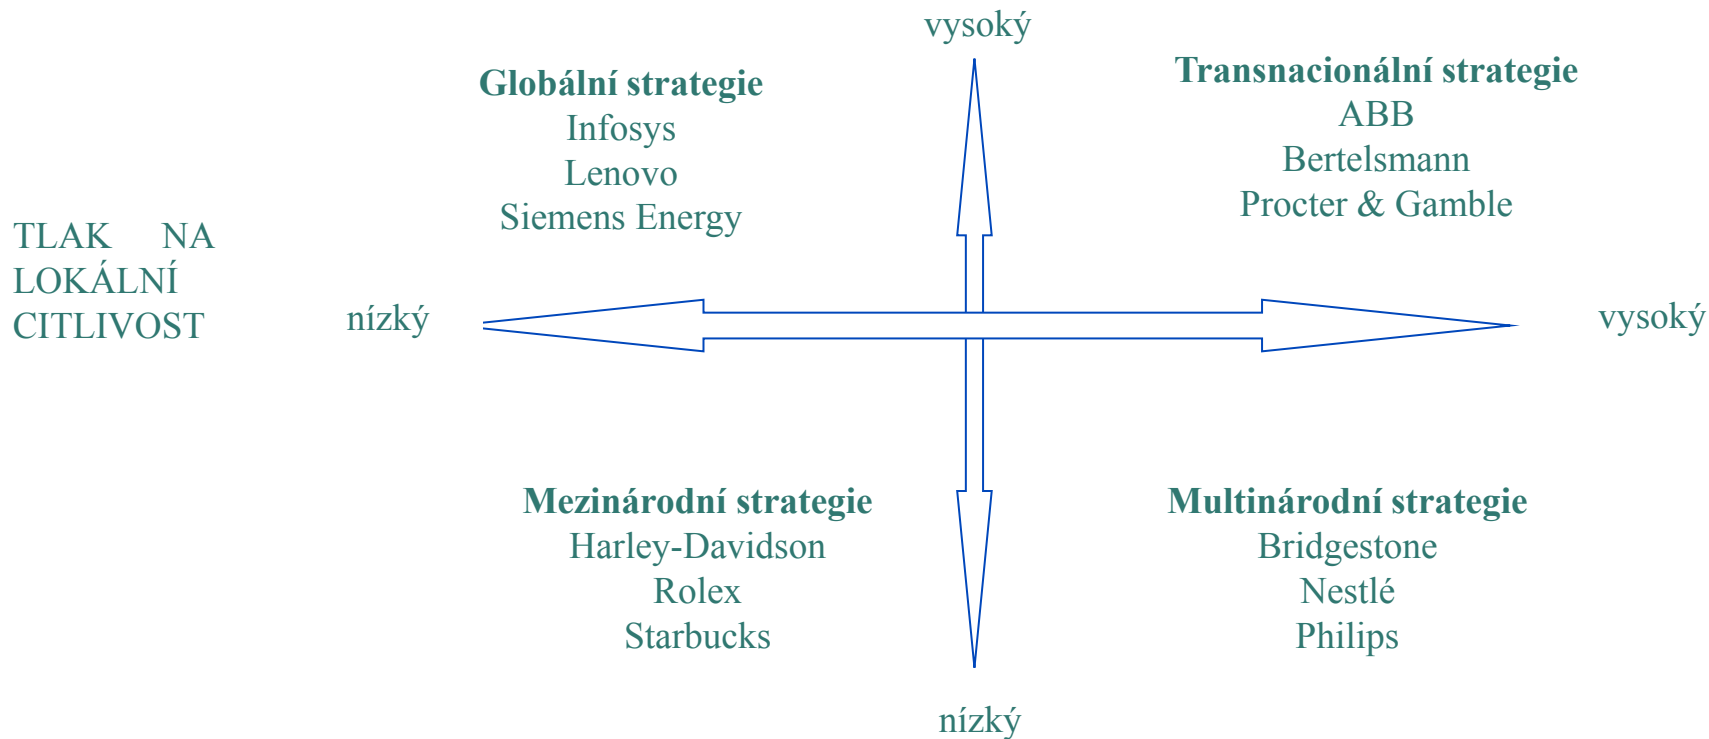 vysoký
Globální strategie
Infosys
Lenovo
Siemens Energy
Transnacionální strategie
ABB
Bertelsmann
Procter & Gamble
TLAK NA
LOKÁLNÍ
CITLIVOST
nízký
vysoký
Mezinárodní strategie
Harley-Davidson
Rolex
Starbucks
Multinárodní strategie
Bridgestone
Nestlé
Philips
nízký